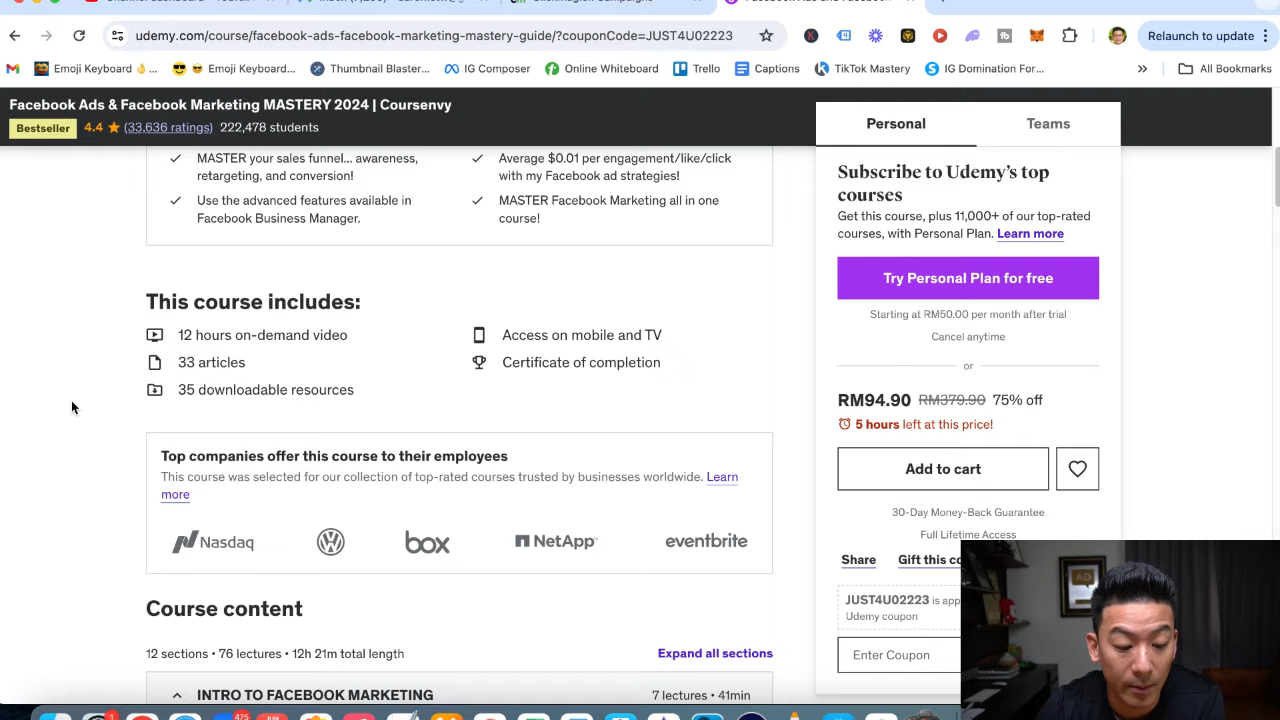 Channel dashboard
udemy.com/course/facebook-ads-facebook-marketing-mastery-guide/?couponCode=JUST4U02223
Relaunch to update
Emoji Keyboard
Emoji Keyboard...
Thumbnail Blaster...
IG Composer
Online Whiteboard
Trello
Captions
TikTok Mastery
IG Domination For...
All Bookmarks
Facebook Ads & Facebook Marketing MASTERY 2024 | Coursenvy
Bestseller 4.4 (33,636 ratings) 222,478 students
MASTER your sales funnel... awareness,
retargeting, and conversion!
Average $0.01 per engagement/like/click
with my Facebook ad strategies!
Use the advanced features available in
Facebook Business Manager.
MASTER Facebook Marketing all in one
course!
This course includes:
12 hours on-demand video
Access on mobile and TV
33 articles
Certificate of completion
35 downloadable resources
Top companies offer this course to their employees
This course was selected for our collection of top-rated courses trusted by businesses worldwide. Learn
more
Nasdaq
box
NetApp
eventbrite
Course content
12 sections • 76 lectures • 12h 21m total length
Expand all sections
INTRO TO FACEBOOK MARKETING
7 lectures • 41min
Personal
Teams
Subscribe to Udemy's top
courses
Get this course, plus 11,000+ of our top-rated
courses, with Personal Plan. Learn more
Try Personal Plan for free
Starting at RM50.00 per month after trial
Cancel anytime
or
RM94.90 RM379.90 75% off
5 hours left at this price!
Add to cart
30-Day Money-Back Guarantee
Full Lifetime Access
Share
Gift this co
JUST4U02223 is app
Udemy coupon
Enter Coupon
AD
475